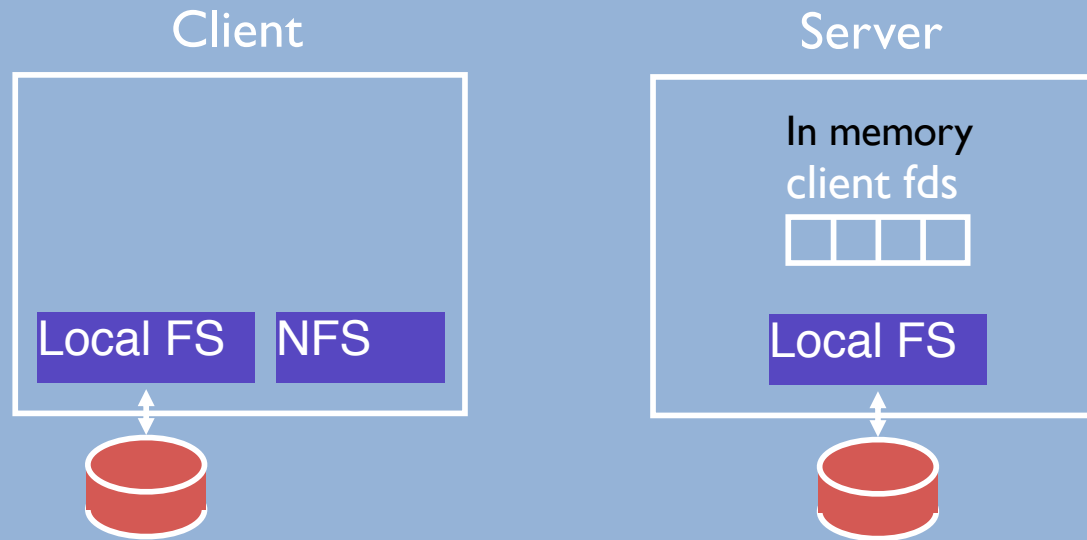 Client
Server
In memory
client fds
Local FS
NFS
Local FS